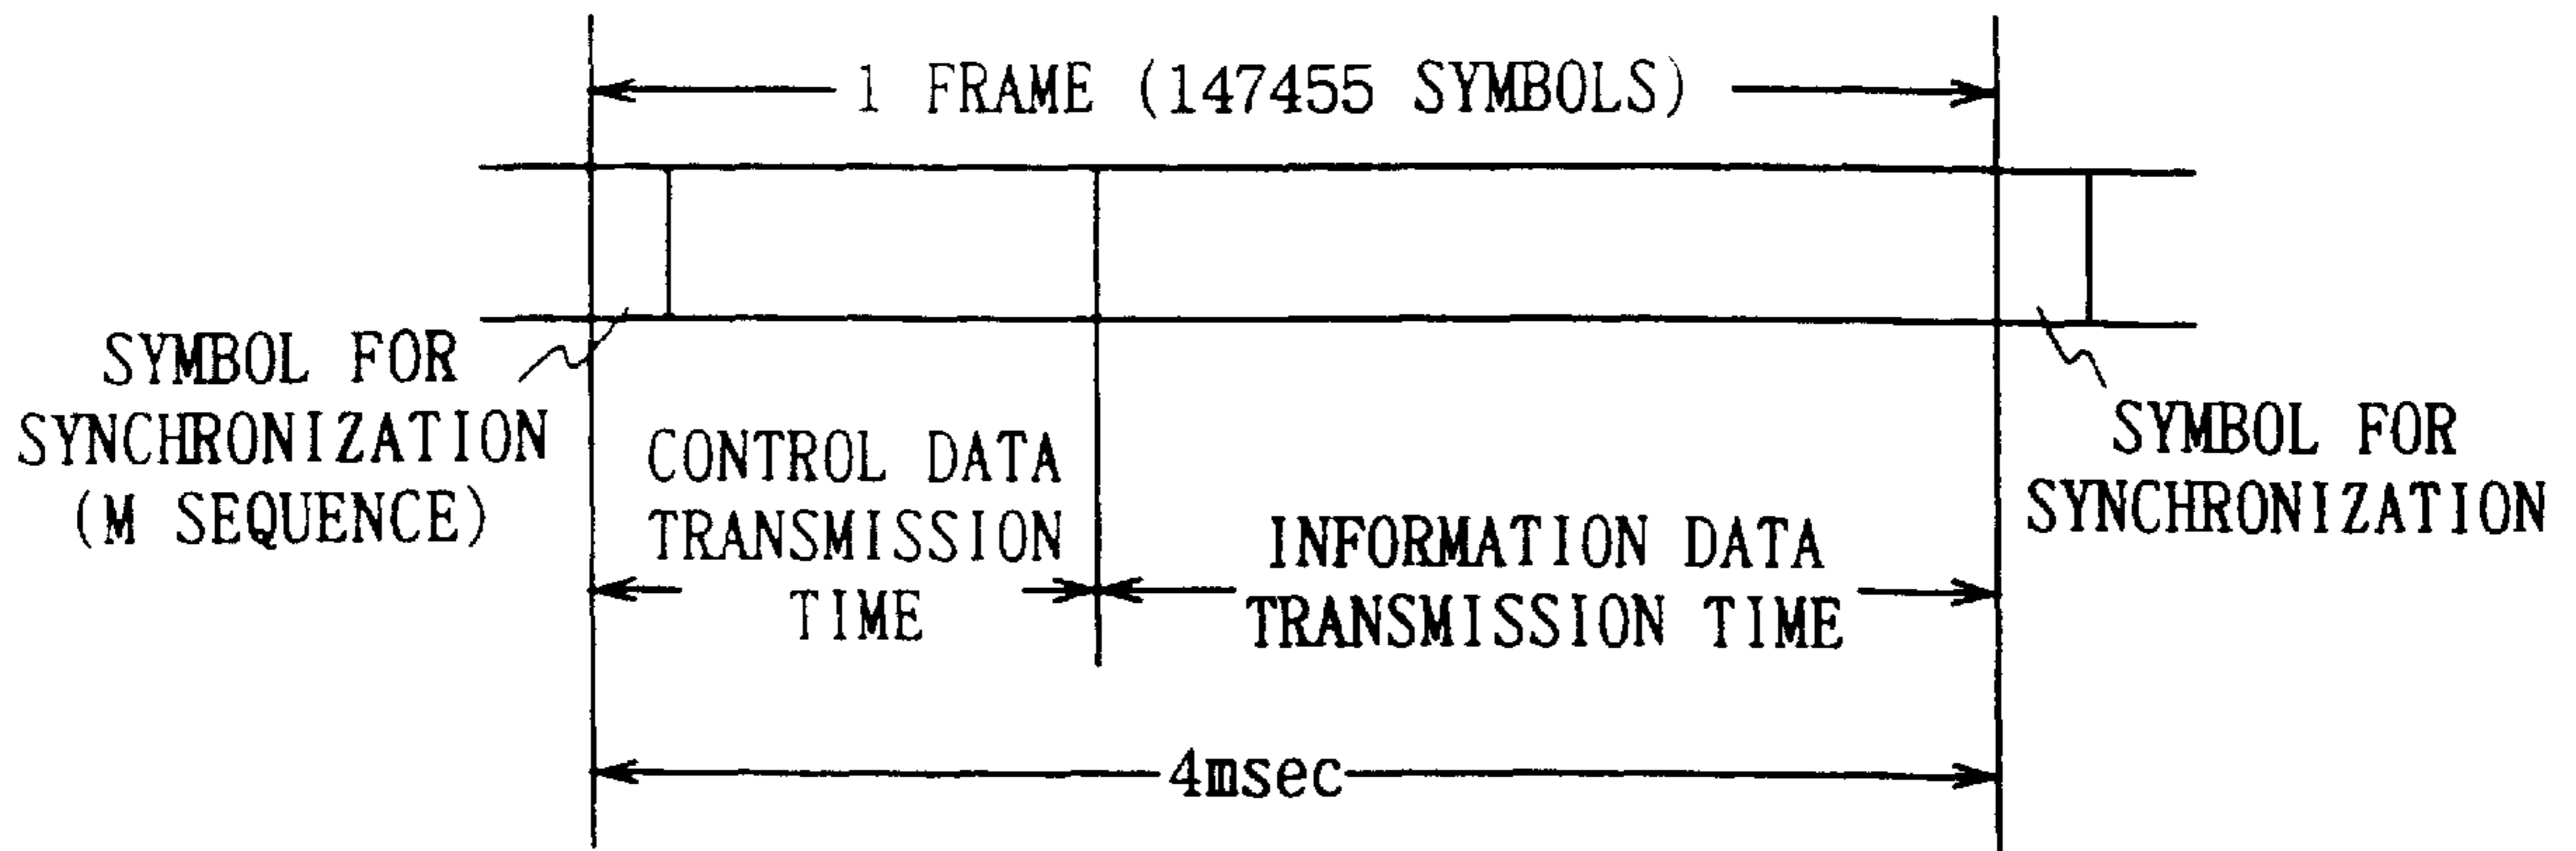 1 FRAME (147455 SYMBOLS)
SYMBOL FOR
SYNCHRONIZATION
(M SEQUENCE)
CONTROL DATA
TRANSMISSION
TIME
INFORMATION DATA
TRANSMISSION TIME
SYMBOL FOR
SYNCHRONIZATION
4msec